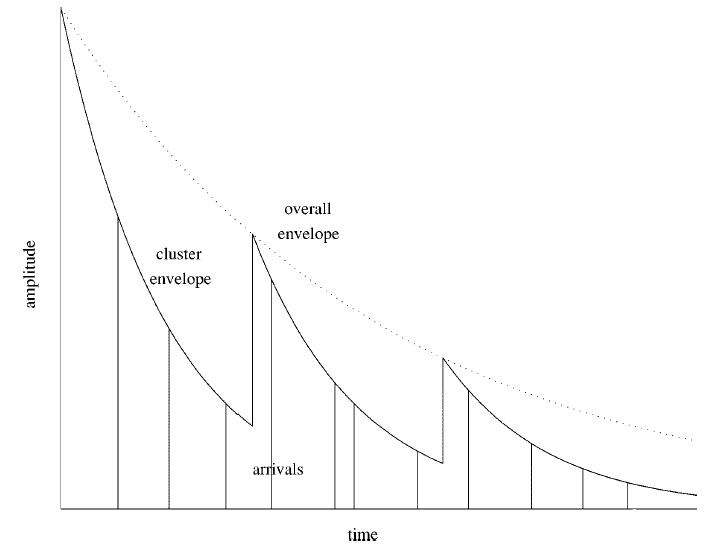 overall
envelope
cluster
envelope
amplitude
arrivals
time